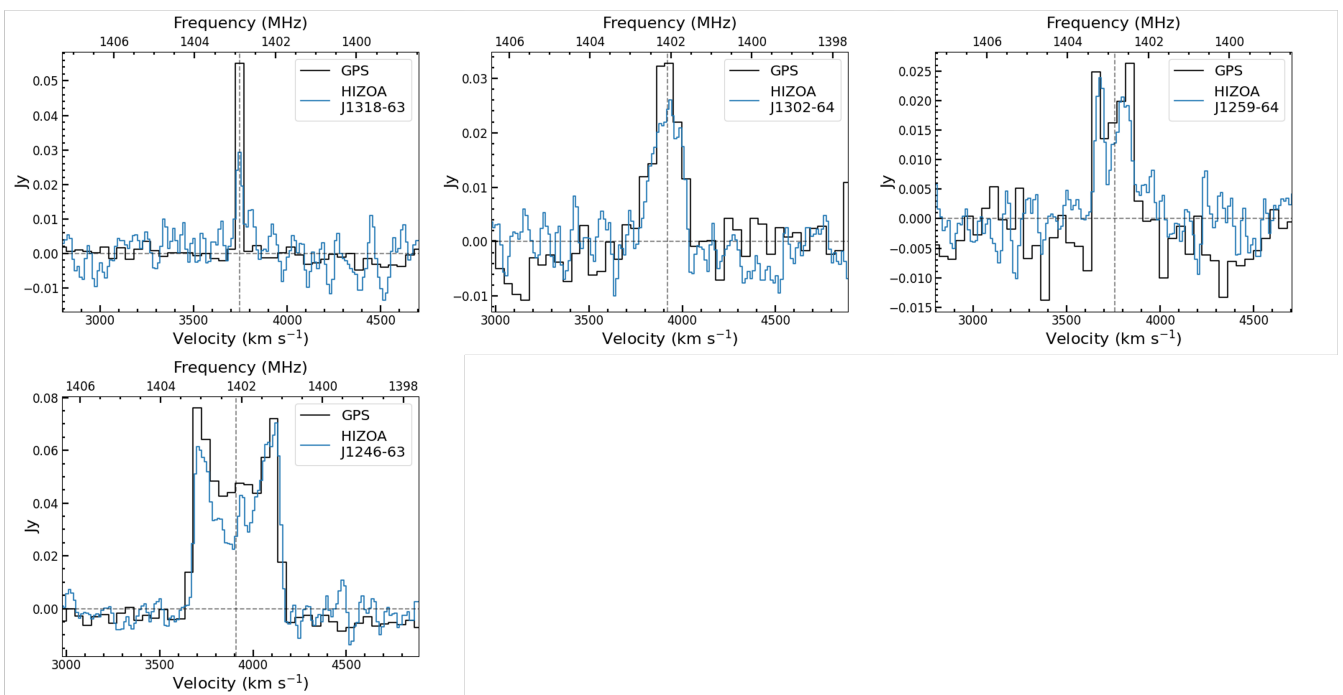 Frequency (MHz)
1406 1404 1402 1400
0.05
0.04
0.03
0.02
0.01
0.00
−0.01
Jy
GPS
HIZOA
J1318-63
3000 3500 4000 4500
Velocity (km s⁻¹)
Frequency (MHz)
1406 1404 1402 1400 1398
0.03
0.02
0.01
0.00
−0.01
Jy
GPS
HIZOA
J1302-64
3000 3500 4000 4500
Velocity (km s⁻¹)
Frequency (MHz)
1406 1404 1402 1400
0.025
0.020
0.015
0.010
0.005
0.000
−0.005
−0.010
−0.015
Jy
GPS
HIZOA
J1259-64
3000 3500 4000 4500
Velocity (km s⁻¹)
Frequency (MHz)
1406 1404 1402 1400 1398
0.08
0.06
0.04
0.02
0.00
Jy
GPS
HIZOA
J1246-63
3000 3500 4000 4500
Velocity (km s⁻¹)